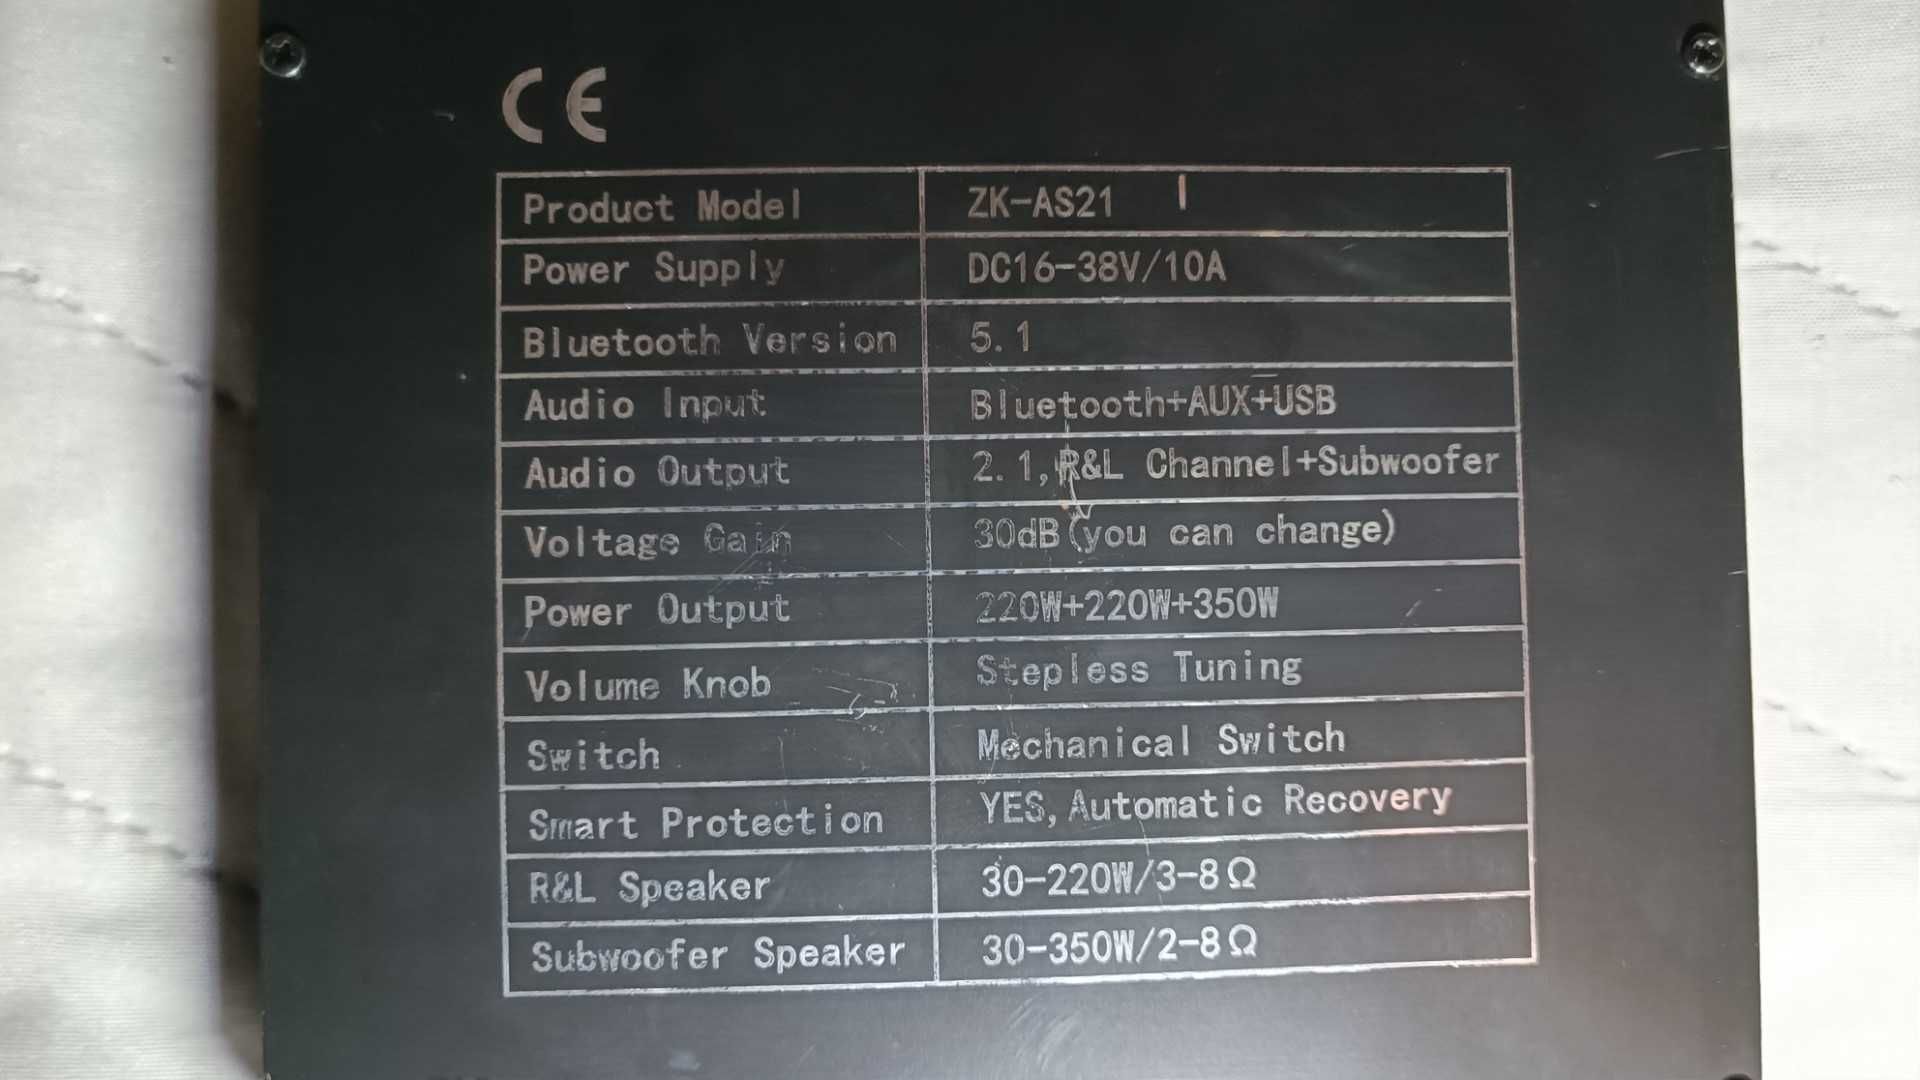 CE
Product Model ZK-AS21
Power Supply DC16-38V/10A
Bluetooth Version 5.1
Audio Input Bluetooth+AUX+USB
Audio Output 2.1,R&L Channel+Subwoofer
Voltage Gain 30dB(you can change)
Power Output 220W+220W+350W
Volume Knob Stepless Tuning
Switch Mechanical Switch
Smart Protection YES,Automatic Recovery
R&L Speaker 30-220W/3-8Ω
Subwoofer Speaker 30-350W/2-8Ω